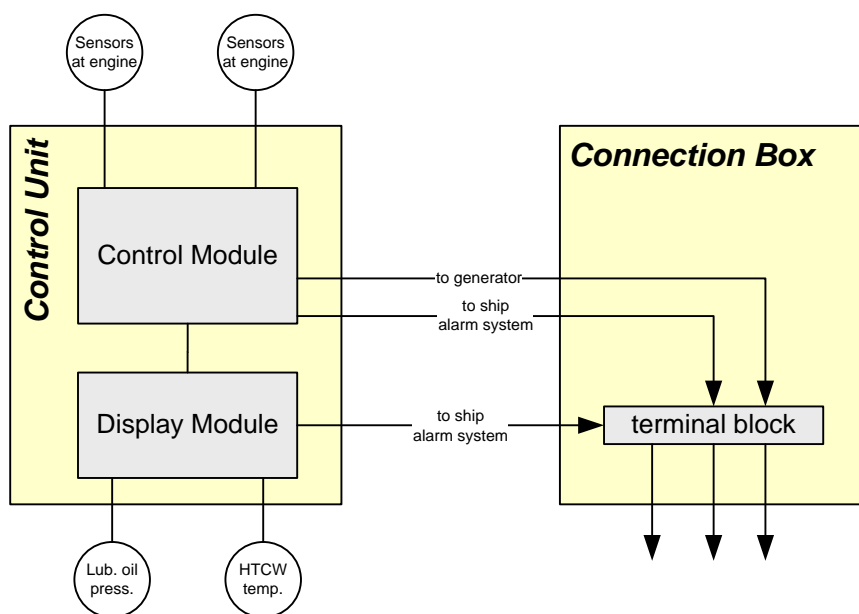 Sensors
at engine
Sensors
at engine
Control Unit
Connection Box
Control Module
to generator
to ship
alarm system
Display Module
to ship
alarm system
terminal block
Lub. oil
press.
HTCW
temp.